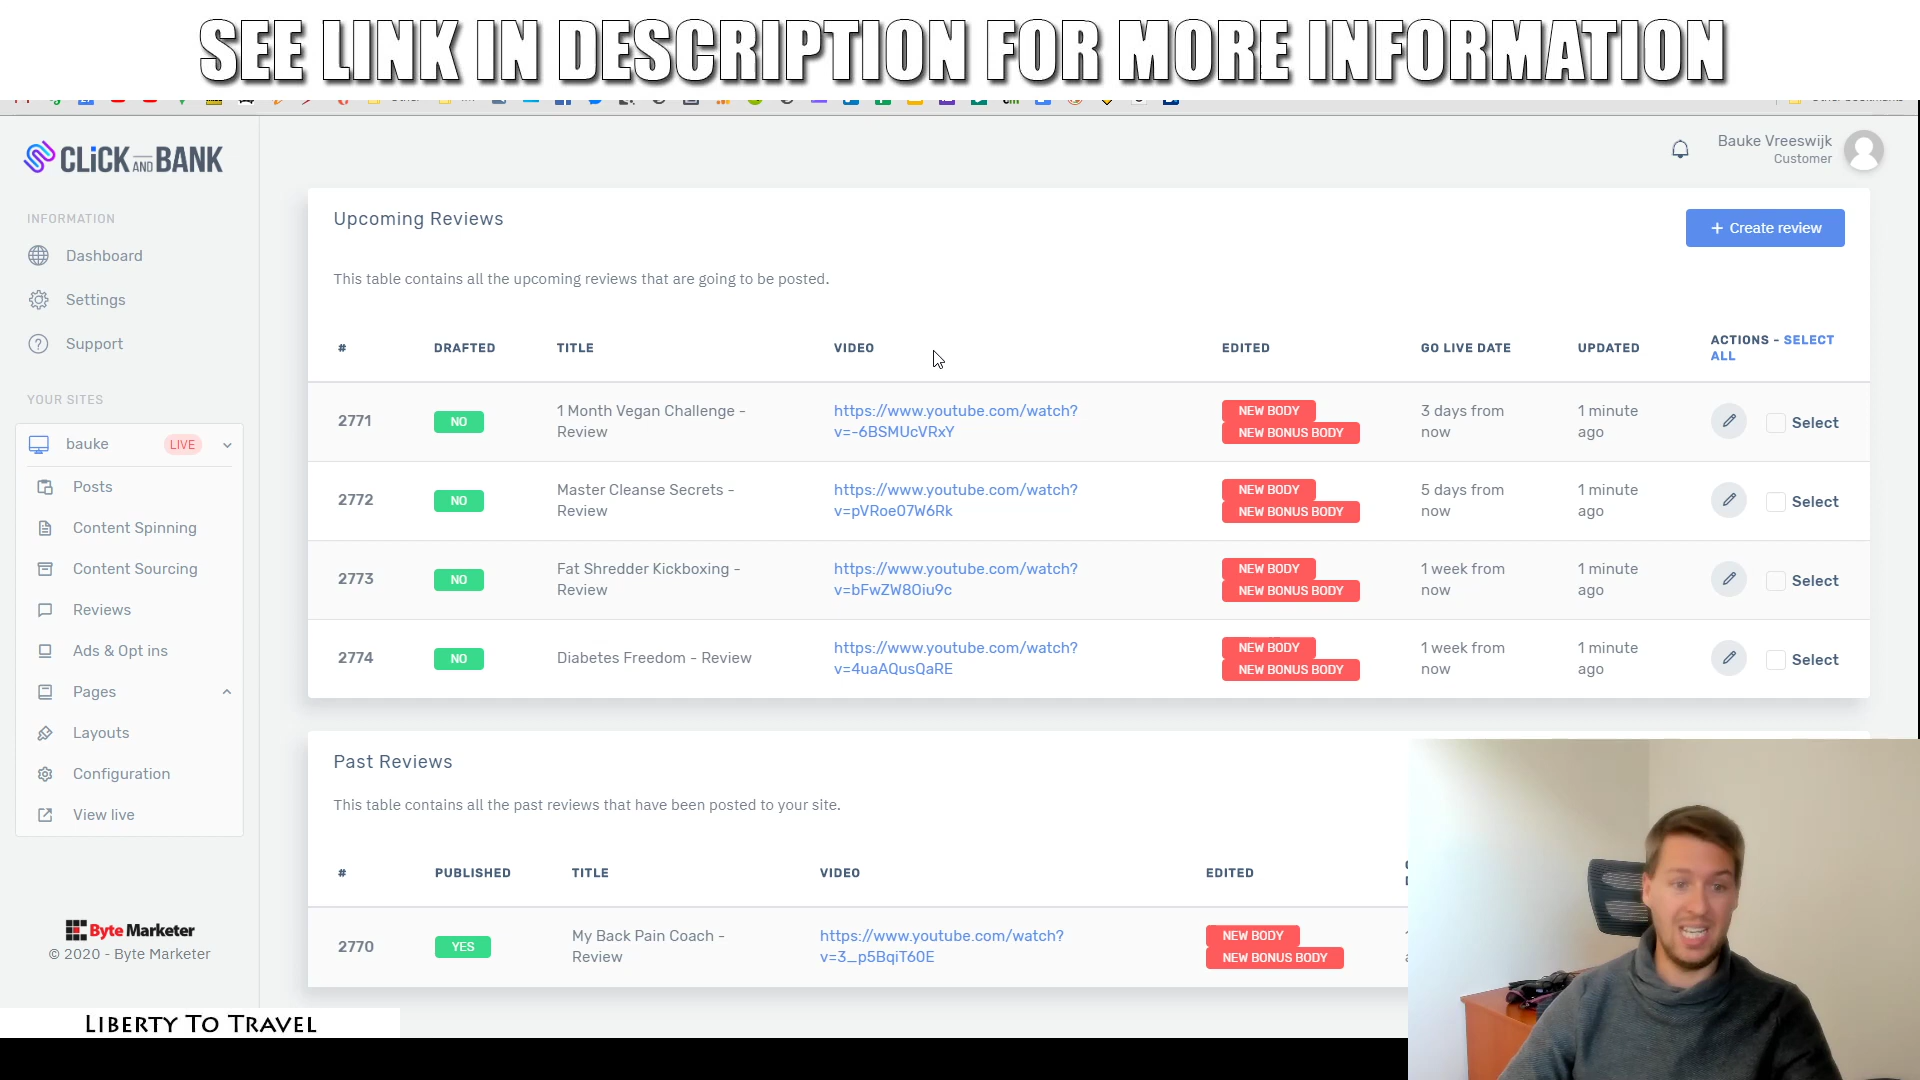 SEE LINK IN DESCRIPTION FOR MORE INFORMATION
CLiCK AND BANK
Bauke Vreeswijk
Customer
INFORMATION
Dashboard
Settings
Support
YOUR SITES
bauke LIVE
Posts
Content Spinning
Content Sourcing
Reviews
Ads & Opt ins
Pages
Layouts
Configuration
View live
Byte Marketer
© 2020 - Byte Marketer
LIBERTY TO TRAVEL
Upcoming Reviews
+ Create review
This table contains all the upcoming reviews that are going to be posted.
# DRAFTED TITLE VIDEO EDITED GO LIVE DATE UPDATED ACTIONS - SELECT
ALL
2771 NO 1 Month Vegan Challenge - https://www.youtube.com/watch? NEW BODY 3 days from 1 minute Select
Review v=-6BSMUcVRxY NEW BONUS BODY now ago
2772 NO Master Cleanse Secrets - https://www.youtube.com/watch? NEW BODY 5 days from 1 minute Select
Review v=pVRoe07W6Rk NEW BONUS BODY now ago
2773 NO Fat Shredder Kickboxing - https://www.youtube.com/watch? NEW BODY 1 week from 1 minute Select
Review v=bFwZW8Oiu9c NEW BONUS BODY now ago
2774 NO Diabetes Freedom - Review https://www.youtube.com/watch? NEW BODY 1 week from 1 minute Select
v=4uaAQusQaRE NEW BONUS BODY now ago
Past Reviews
This table contains all the past reviews that have been posted to your site.
# PUBLISHED TITLE VIDEO EDITED
2770 YES My Back Pain Coach - https://www.youtube.com/watch? NEW BODY
Review v=3_p5BqiT60E NEW BONUS BODY